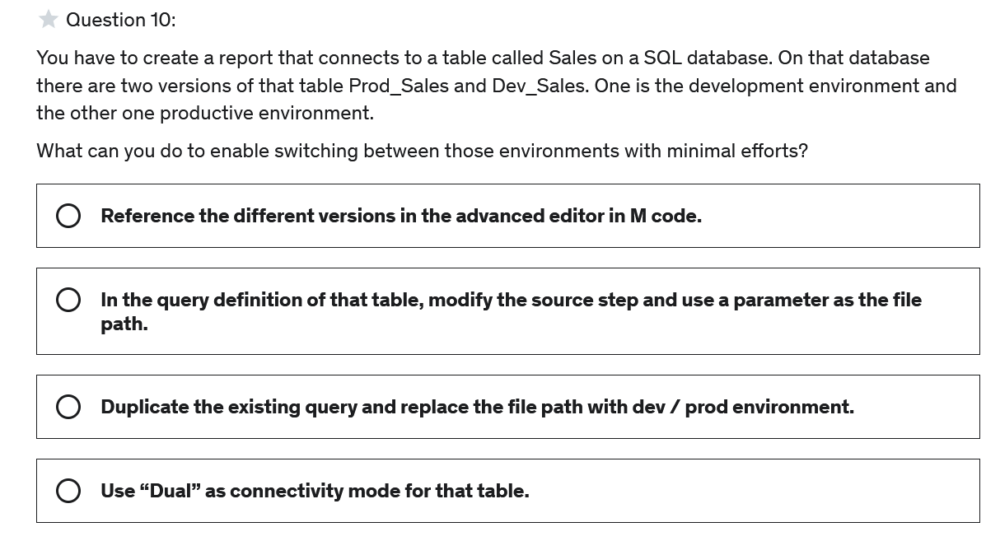 Question 10:
You have to create a report that connects to a table called Sales on a SQL database. On that database
there are two versions of that table Prod_Sales and Dev_Sales. One is the development environment and
the other one productive environment.
What can you do to enable switching between those environments with minimal efforts?
Reference the different versions in the advanced editor in M code.
In the query definition of that table, modify the source step and use a parameter as the file
path.
Duplicate the existing query and replace the file path with dev / prod environment.
Use “Dual” as connectivity mode for that table.